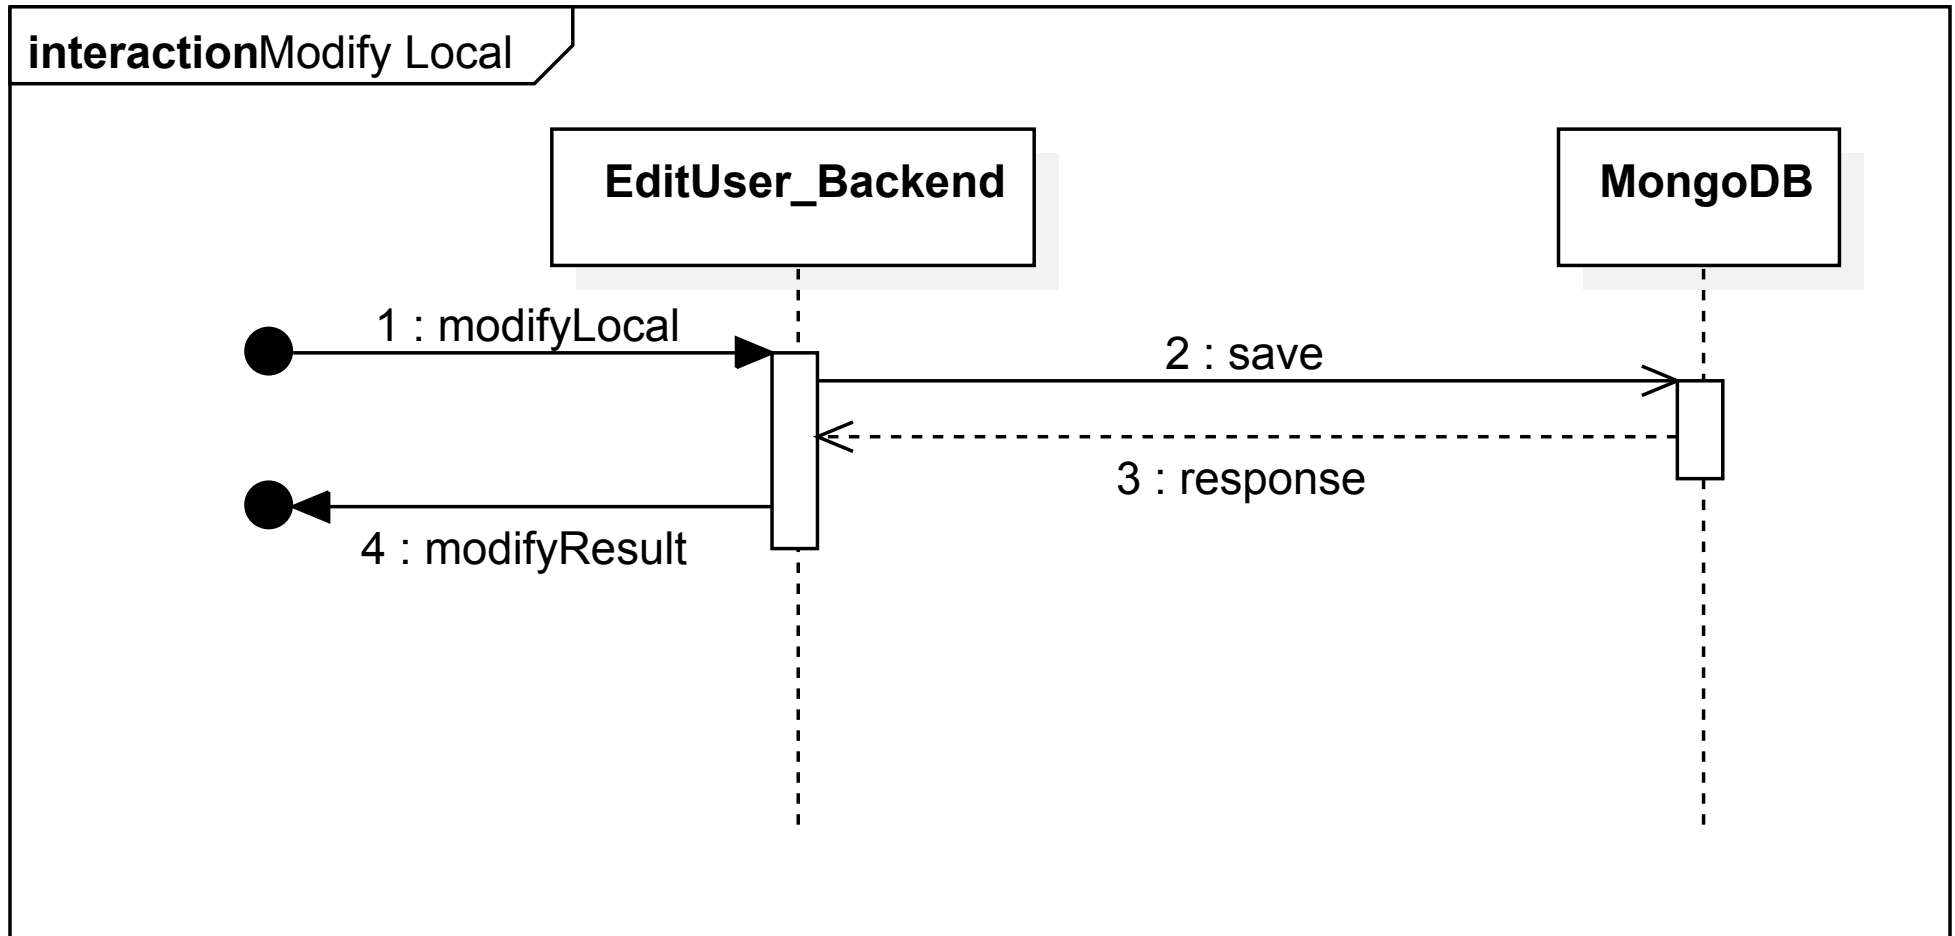 interactionModify Local
EditUser_Backend
MongoDB
1 : modifyLocal
2 : save
3 : response
4 : modifyResult